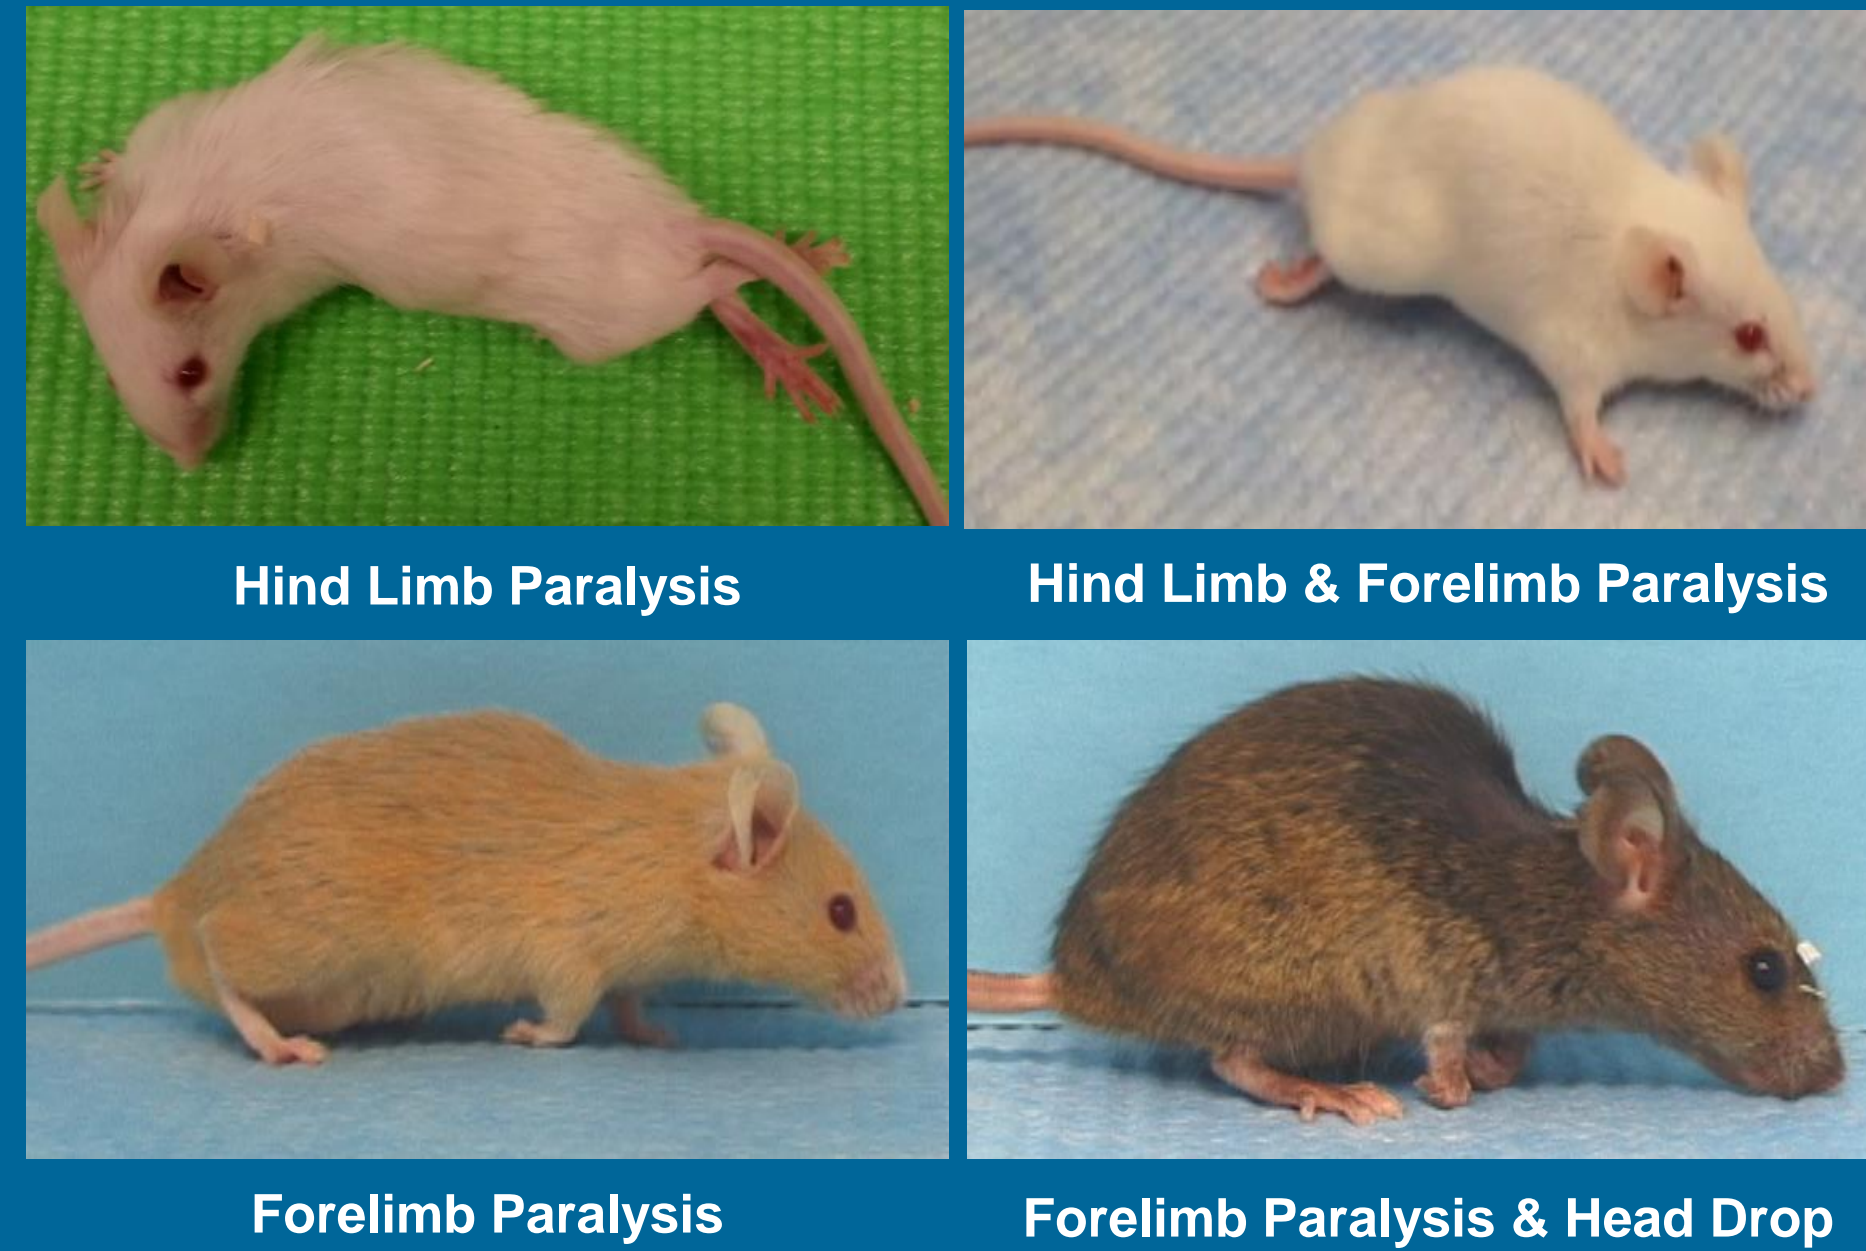 Hind Limb Paralysis
Hind Limb & Forelimb Paralysis
Forelimb Paralysis
Forelimb Paralysis & Head Drop